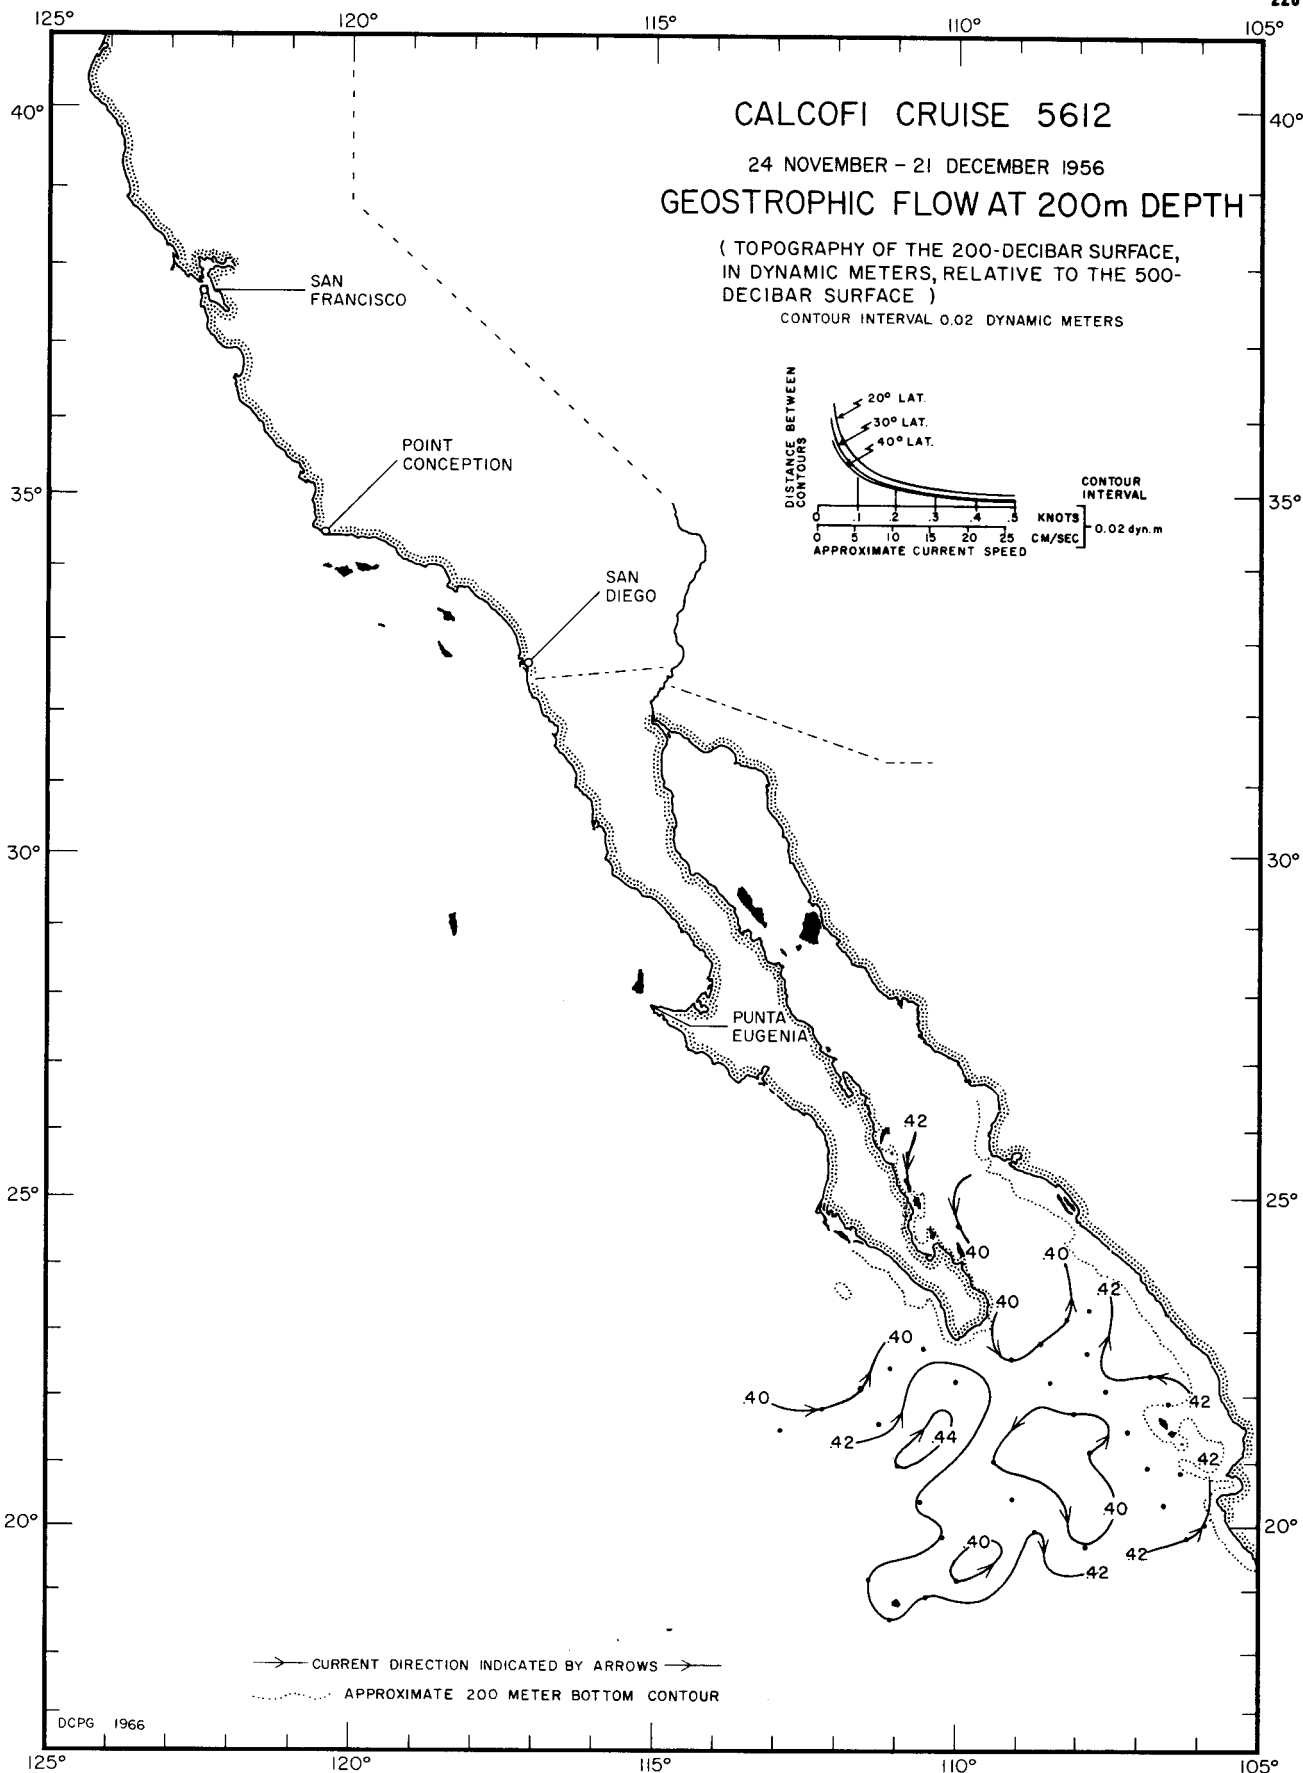 125°
120°
115°
110°
105°
40°
40°
CALCOFI CRUISE 5612
24 NOVEMBER – 21 DECEMBER 1956
GEOSTROPHIC FLOW AT 200m DEPTH
( TOPOGRAPHY OF THE 200-DECIBAR SURFACE,
IN DYNAMIC METERS, RELATIVE TO THE 500-
DECIBAR SURFACE )
CONTOUR INTERVAL 0.02 DYNAMIC METERS
SAN
FRANCISCO
DISTANCE BETWEEN
CONTOURS
20° LAT.
30° LAT.
40° LAT.
POINT
CONCEPTION
35°
35°
CONTOUR
INTERVAL
0 .1 .2 .3 .4 .5 KNOTS
0 5 10 15 20 25 CM/SEC
0.02 dyn.m
APPROXIMATE CURRENT SPEED
SAN
DIEGO
30°
30°
PUNTA
EUGENIA
.42
25°
25°
.40
.40
.42
.40
.40
.40
.42
.42
.44
.42
.40
20°
20°
.40
.42
.42
CURRENT DIRECTION INDICATED BY ARROWS
APPROXIMATE 200 METER BOTTOM CONTOUR
DCPG 1966
125°
120°
115°
110°
105°